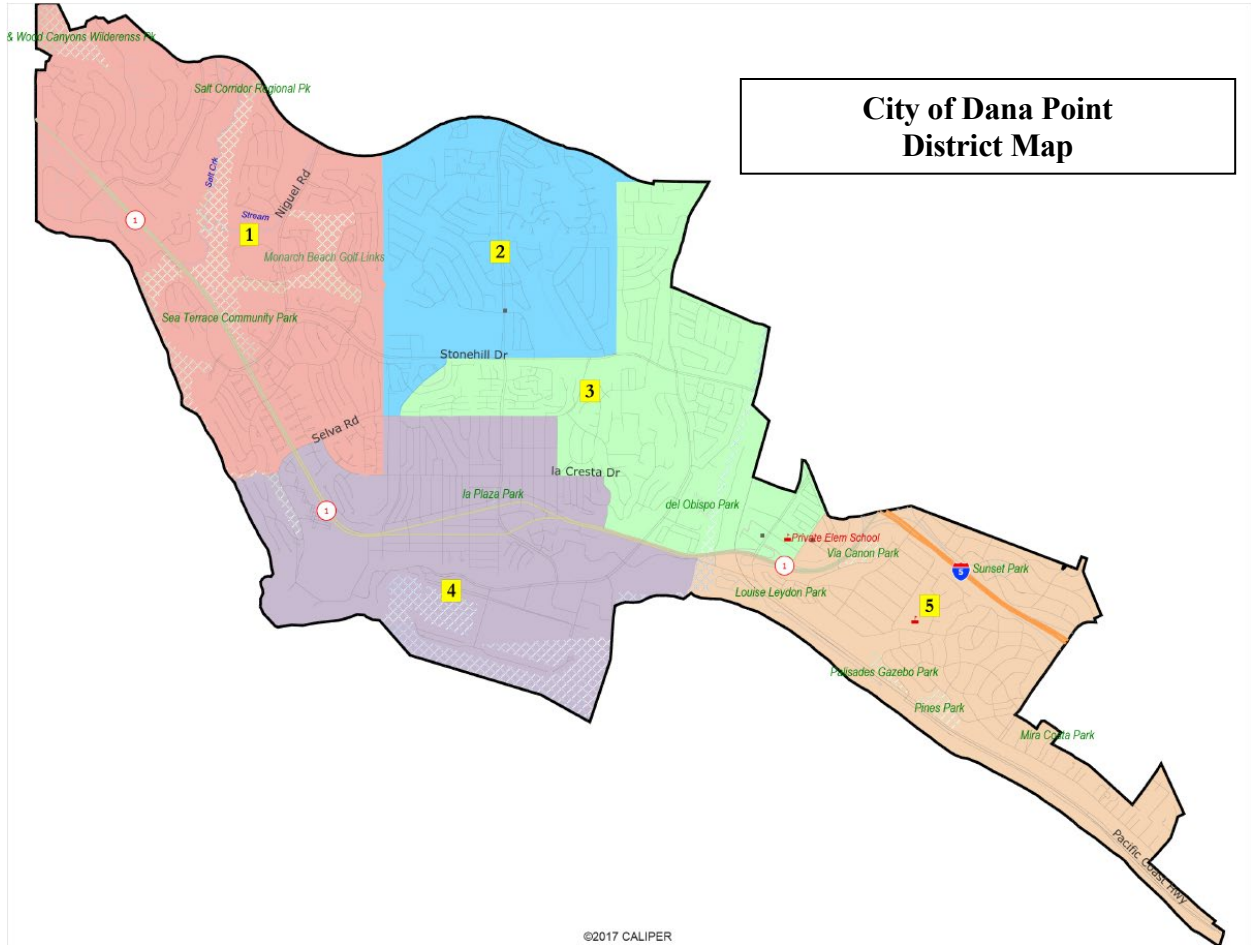 & Wood Canyons Wilderenss Pk
City of Dana Point
District Map
Salt Corridor Regional Pk
Salt Crk
Niguel Rd
Stream
1
1
2
Monarch Beach Golf Links
Sea Terrace Community Park
Stonehill Dr
3
Selva Rd
la Cresta Dr
la Plaza Park
1
del Obispo Park
Private Elem School
Via Canon Park
1
5
Sunset Park
4
Louise Leydon Park
5
Palisades Gazebo Park
Pines Park
Mira Costa Park
Pacific Coast Hwy
©2017 CALIPER